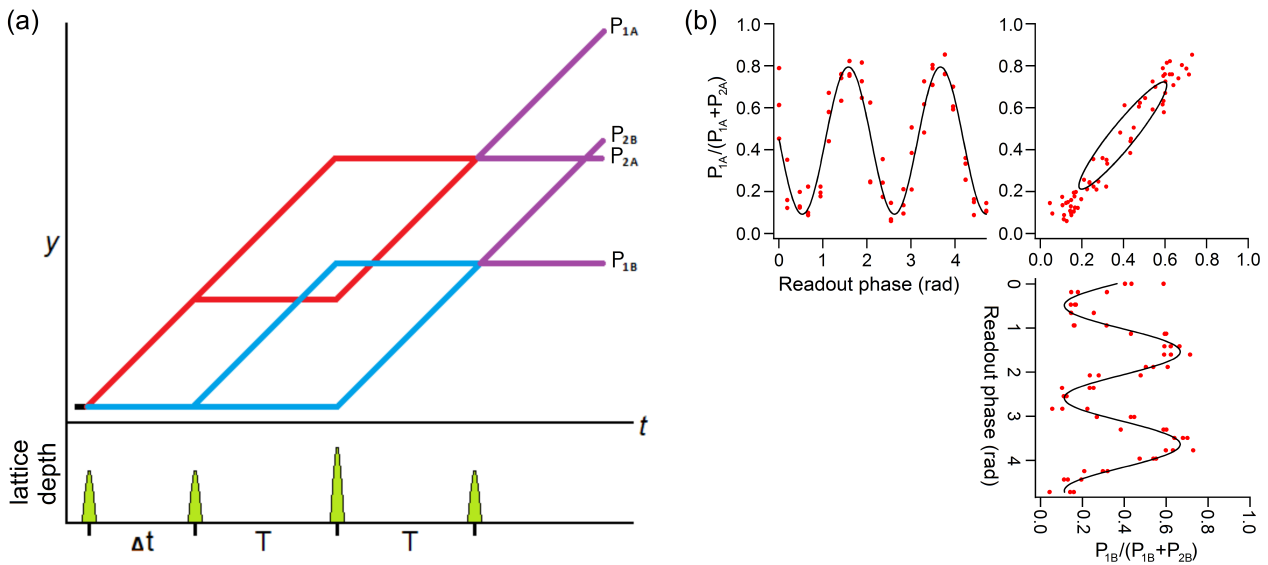 (a)
P1A
P2B
P2A
P1B
y
t
lattice
depth
Δt
T
T
(b)
P1A/(P1A+P2A)
1.0
0.8
0.6
0.4
0.2
0.0
0
1
2
3
4
Readout phase (rad)
1.0
0.8
0.6
0.4
0.2
0.0
0.0
0.2
0.4
0.6
0.8
1.0
Readout phase (rad)
0
1
2
3
4
0.0
0.2
0.4
0.6
0.8
1.0
P1B/(P1B+P2B)